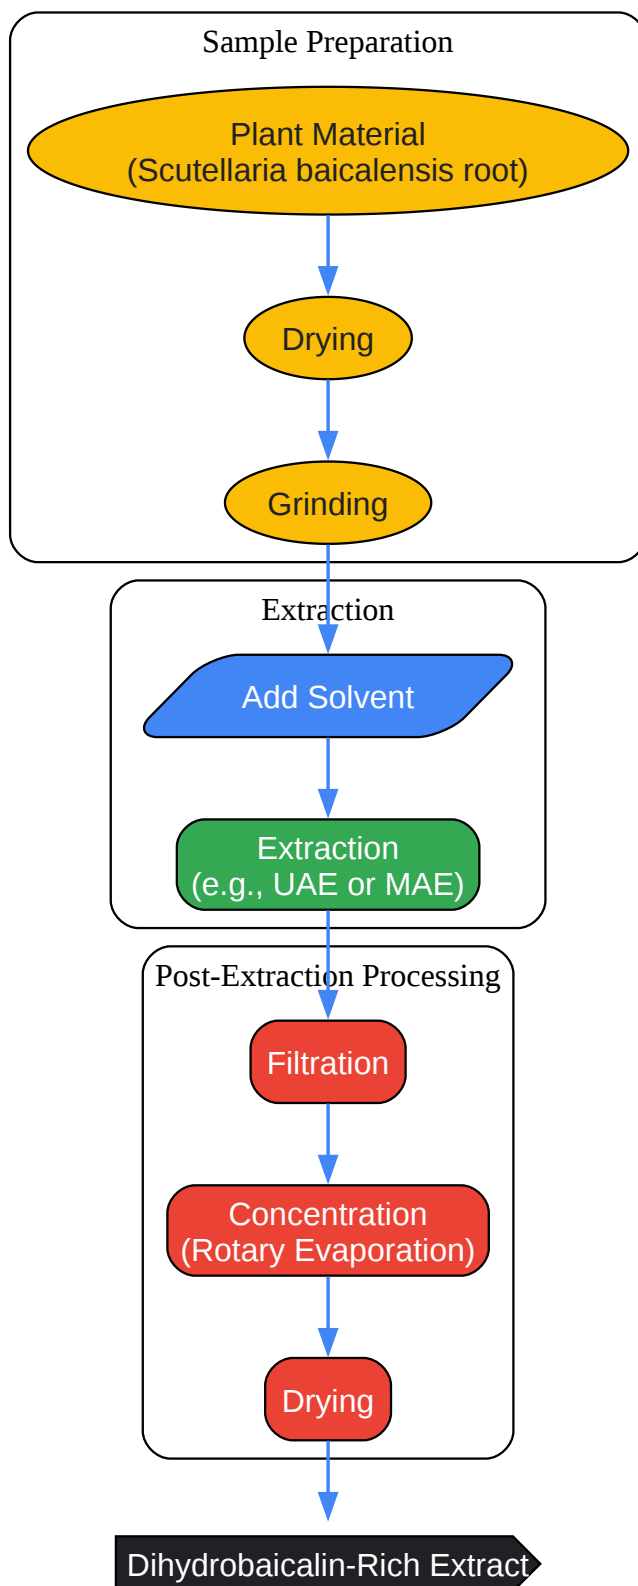 Sample Preparation
Plant Material
(Scutellaria baicalensis root)
Drying
Grinding
Extraction
Add Solvent
Extraction
(e.g., UAE or MAE)
Post-Extraction Processing
Filtration
Concentration
(Rotary Evaporation)
Drying
Dihydrobaicalin-Rich Extract